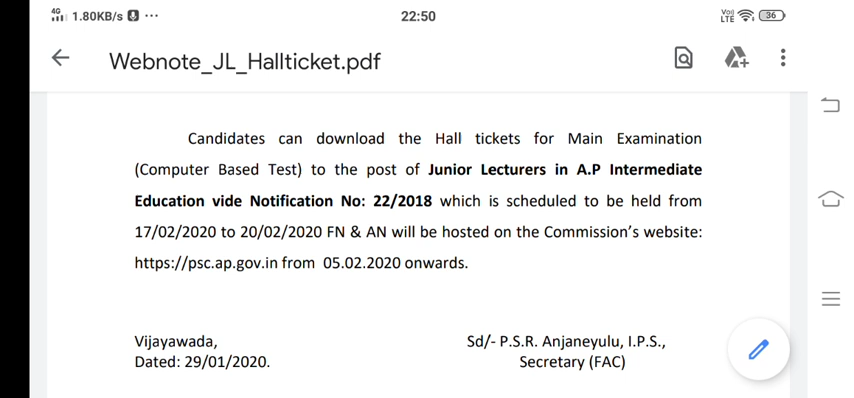 4G 1.80KB/s ... 22:50 Voi) LTE 36
Webnote_JL_Hallticket.pdf
Candidates can download the Hall tickets for Main Examination
(Computer Based Test) to the post of Junior Lecturers in A.P Intermediate
Education vide Notification No: 22/2018 which is scheduled to be held from
17/02/2020 to 20/02/2020 FN & AN will be hosted on the Commission's website:
https://psc.ap.gov.in from 05.02.2020 onwards.
Vijayawada,
Dated: 29/01/2020.
Sd/- P.S.R. Anjaneyulu, I.P.S.,
Secretary (FAC)